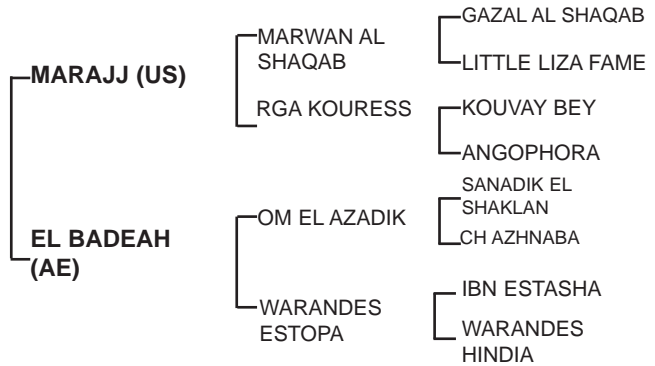 GAZAL AL SHAQAB
MARWAN AL
SHAQAB
LITTLE LIZA FAME
MARAJJ (US)
RGA KOURESS
KOUVAY BEY
ANGOPHORA
SANADIK EL
SHAKLAN
OM EL AZADIK
CH AZHNABA
EL BADEAH
(AE)
IBN ESTASHA
WARANDES
ESTOPA
WARANDES
HINDIA